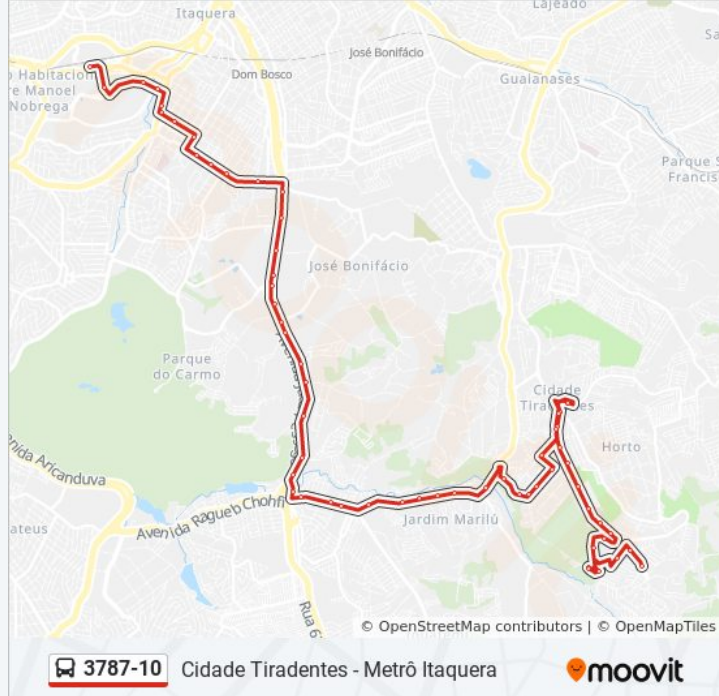 Lajeado
Itaquera
José Bonifácio
Dom Bosco
Guaianases
o Habitacion
re Manoel
Nobrega
Parque S
Francis
José Bonifácio
Parque
do Carmo
Cidade
Tiradentes
Horto
enida Aricanduva
Avenida Ragueb Chohfi
ateus
Jardim Marilú
Rua 6
© OpenStreetMap contributors | © OpenMapTiles
3787-10 Cidade Tiradentes - Metrô Itaquera
moovit